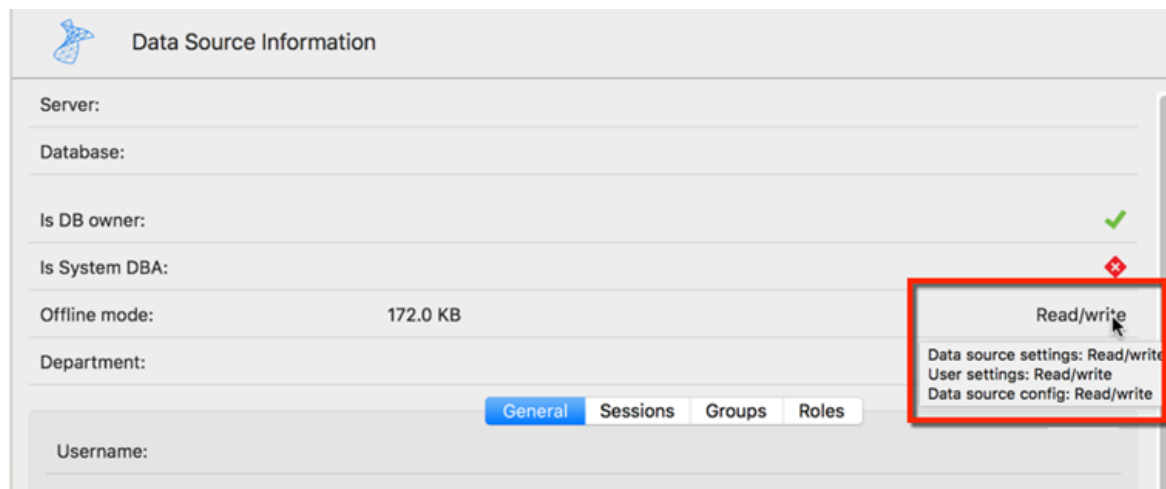 Data Source Information
Server:
Database:
Is DB owner:
Is System DBA:
Offline mode: 172.0 KB Read/write
Department:
Data source settings: Read/write
User settings: Read/write
Data source config: Read/write
General Sessions Groups Roles
Username: